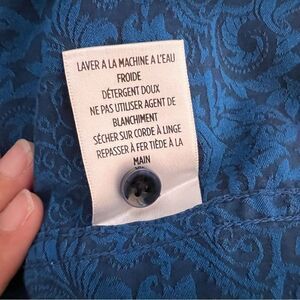 LAVER A LA MACHINE A L'EAU
FROIDE
DÉTERGENT DOUX
NE PAS UTILISER AGENT DE
BLANCHIMENT
SÉCHER SUR CORDE À LINGE
REPASSER À FER TIÈDE À LA
MAIN